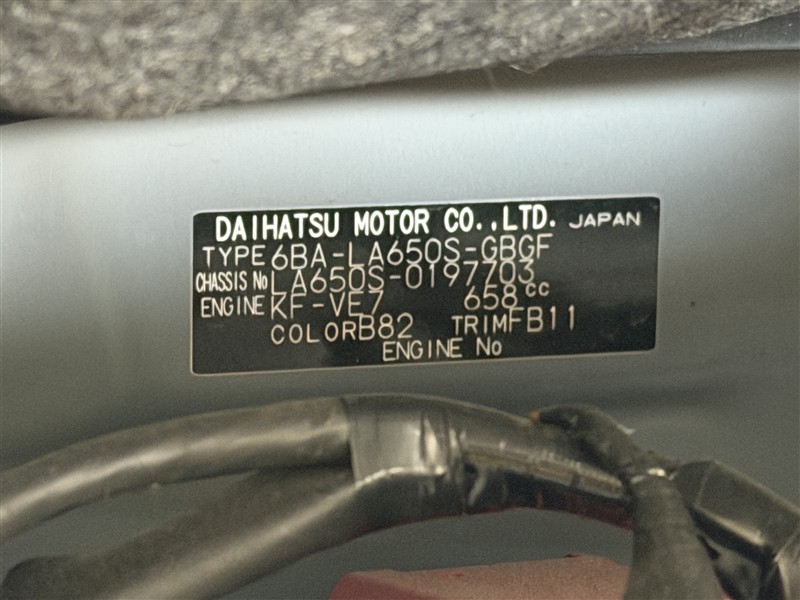 DAIHATSU MOTOR CO.,LTD. JAPAN
TYPE 6BA-LA650S-GBGF
CHASSIS No LA650S-0197703
ENGINE KF-VE7 658cc
COLOR B82 TRIM FB11
ENGINE No